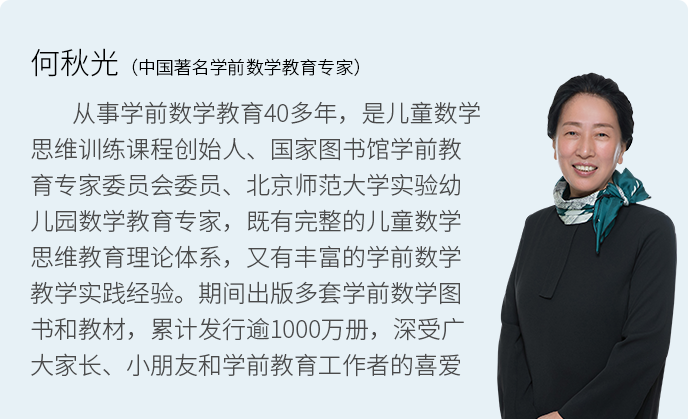 何秋光（中国著名学前数学教育专家）
从事学前数学教育40多年，是儿童数学
思维训练课程创始人、国家图书馆学前教
育专家委员会委员、北京师范大学实验幼
儿园数学教育专家，既有完整的儿童数学
思维教育理论体系，又有丰富的学前数学
教学实践经验。期间出版多套学前数学图
书和教材，累计发行逾1000万册，深受广
大家长、小朋友和学前教育工作者的喜爱